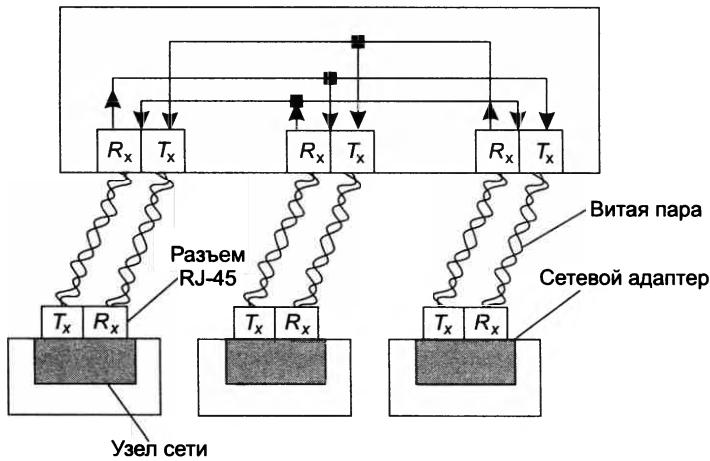 Rx Tx Rx Tx Rx Tx
Витая пара
Разъем
RJ-45
Сетевой адаптер
Tx Rx Tx Rx Tx Rx
Узел сети